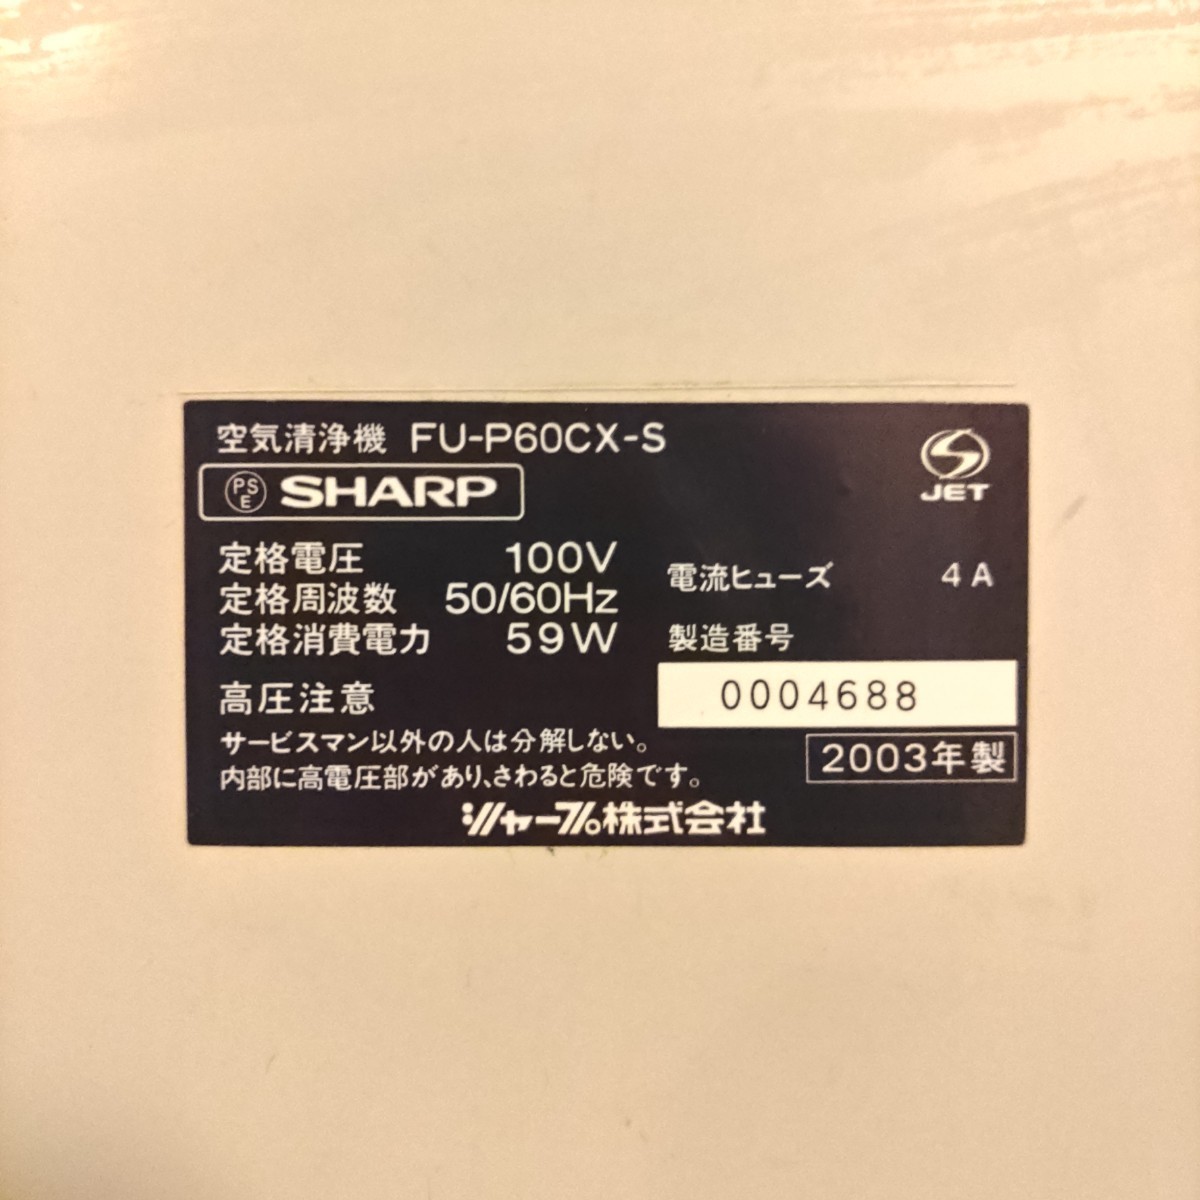 空気清浄機 FU-P60CX-S
JET
PSE SHARP
定格電圧 100V
定格周波数 50/60Hz
定格消費電力 59W
電流ヒューズ 4A
製造番号
0004688
2003年製
高圧注意
サービスマン以外の人は分解しない。
内部に高電圧部があり、さわると危険です。
シャープ株式会社